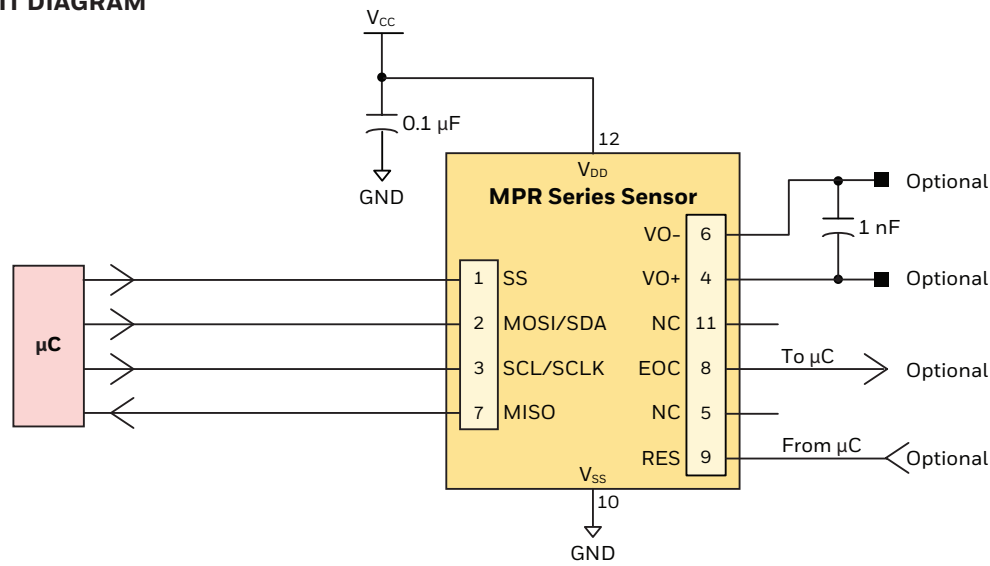 IT DIAGRAM
VCC
0.1 µF
12
GND
VDD
MPR Series Sensor
Optional
VO- 6
1 nF
1 SS
VO+ 4
Optional
µC
2 MOSI/SDA
NC 11
3 SCL/SCLK
EOC 8
To µC
Optional
7 MISO
NC 5
RES 9
From µC
Optional
VSS
10
GND